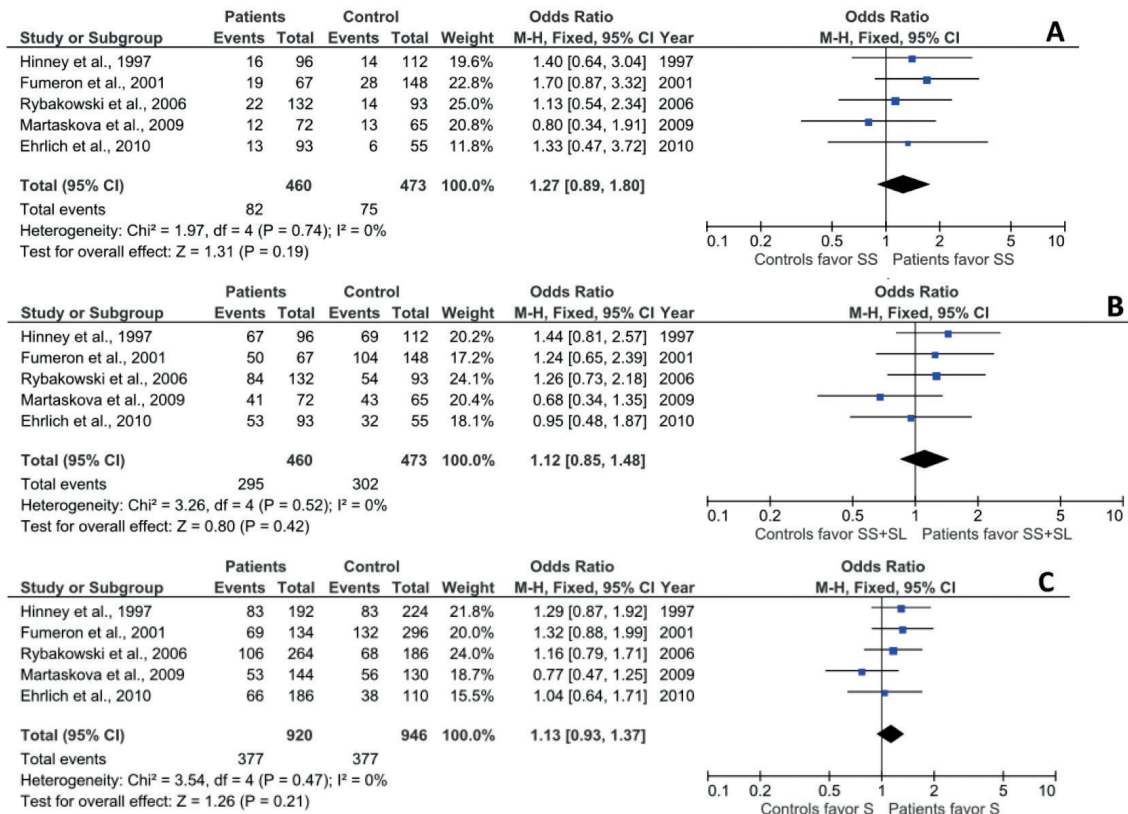 Patients Control Odds Ratio Odds Ratio A
Study or Subgroup Events Total Events Total Weight M-H, Fixed, 95% CI Year M-H, Fixed, 95% CI
Hinney et al., 1997 16 96 14 112 19.6% 1.40 [0.64, 3.04] 1997
Fumeron et al., 2001 19 67 28 148 22.8% 1.70 [0.87, 3.32] 2001
Rybakowski et al., 2006 22 132 14 93 25.0% 1.13 [0.54, 2.34] 2006
Martaskova et al., 2009 12 72 13 65 20.8% 0.80 [0.34, 1.91] 2009
Ehrlich et al., 2010 13 93 6 55 11.8% 1.33 [0.47, 3.72] 2010
Total (95% CI) 460 473 100.0% 1.27 [0.89, 1.80]
Total events 82 75
Heterogeneity: Chi² = 1.97, df = 4 (P = 0.74); I² = 0%
Test for overall effect: Z = 1.31 (P = 0.19)
0.1 0.2 0.5 1 2 5 10
Controls favor SS Patients favor SS
Patients Control Odds Ratio Odds Ratio B
Study or Subgroup Events Total Events Total Weight M-H, Fixed, 95% CI Year M-H, Fixed, 95% CI
Hinney et al., 1997 67 96 69 112 20.2% 1.44 [0.81, 2.57] 1997
Fumeron et al., 2001 50 67 104 148 17.2% 1.24 [0.65, 2.39] 2001
Rybakowski et al., 2006 84 132 54 93 24.1% 1.26 [0.73, 2.18] 2006
Martaskova et al., 2009 41 72 43 65 20.4% 0.68 [0.34, 1.35] 2009
Ehrlich et al., 2010 53 93 32 55 18.1% 0.95 [0.48, 1.87] 2010
Total (95% CI) 460 473 100.0% 1.12 [0.85, 1.48]
Total events 295 302
Heterogeneity: Chi² = 3.26, df = 4 (P = 0.52); I² = 0%
Test for overall effect: Z = 0.80 (P = 0.42)
0.1 0.2 0.5 1 2 5 10
Controls favor SS+SL Patients favor SS+SL
Patients Control Odds Ratio Odds Ratio C
Study or Subgroup Events Total Events Total Weight M-H, Fixed, 95% CI Year M-H, Fixed, 95% CI
Hinney et al., 1997 83 192 83 224 21.8% 1.29 [0.87, 1.92] 1997
Fumeron et al., 2001 69 134 132 296 20.0% 1.32 [0.88, 1.99] 2001
Rybakowski et al., 2006 106 264 68 186 24.0% 1.16 [0.79, 1.71] 2006
Martaskova et al., 2009 53 144 56 130 18.7% 0.77 [0.47, 1.25] 2009
Ehrlich et al., 2010 66 186 38 110 15.5% 1.04 [0.64, 1.71] 2010
Total (95% CI) 920 946 100.0% 1.13 [0.93, 1.37]
Total events 377 377
Heterogeneity: Chi² = 3.54, df = 4 (P = 0.47); I² = 0%
Test for overall effect: Z = 1.26 (P = 0.21)
0.1 0.2 0.5 1 2 5 10
Controls favor S Patients favor S